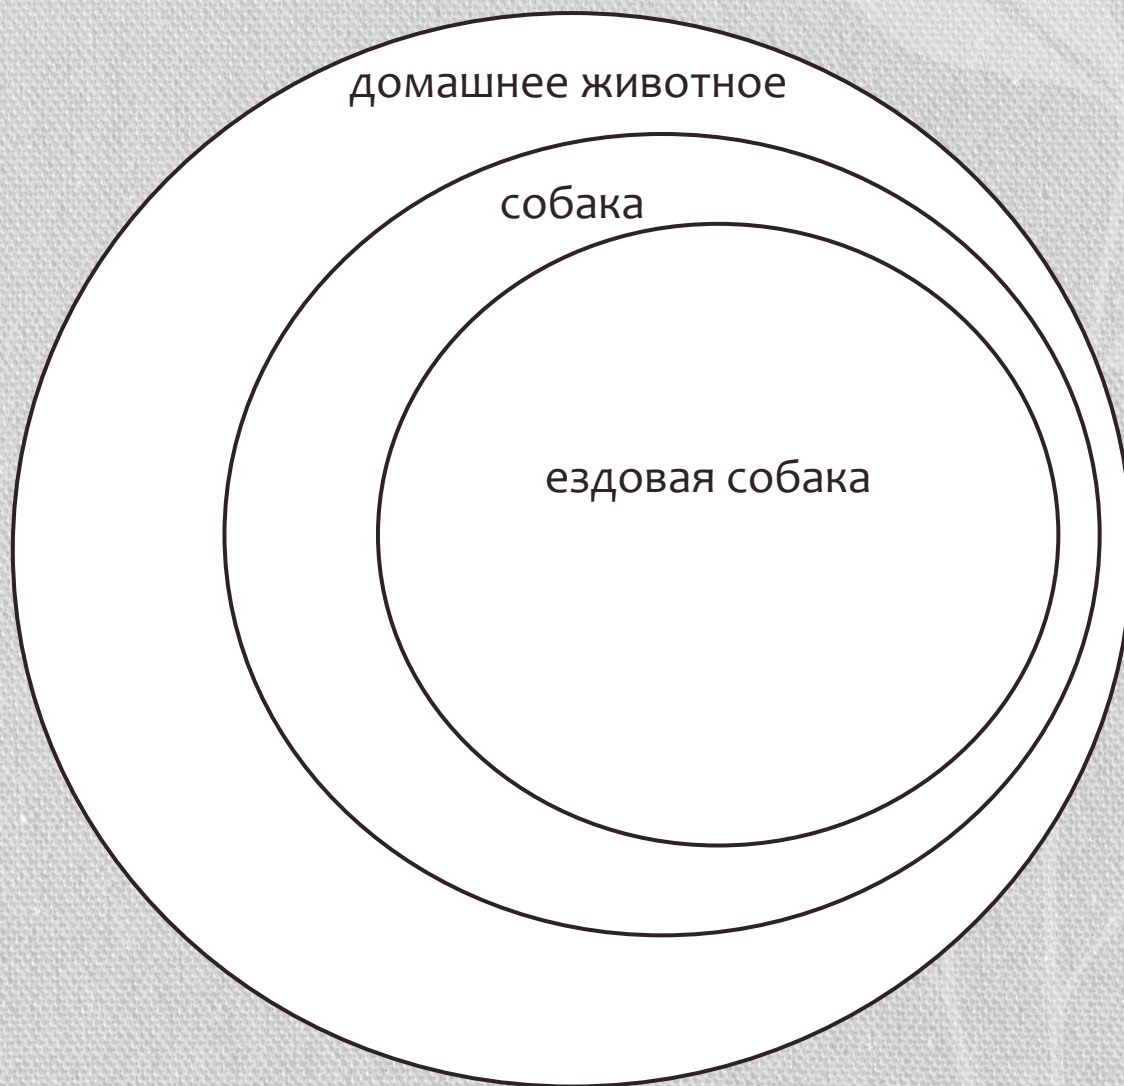 домашнее животное
собака
ездовая собака